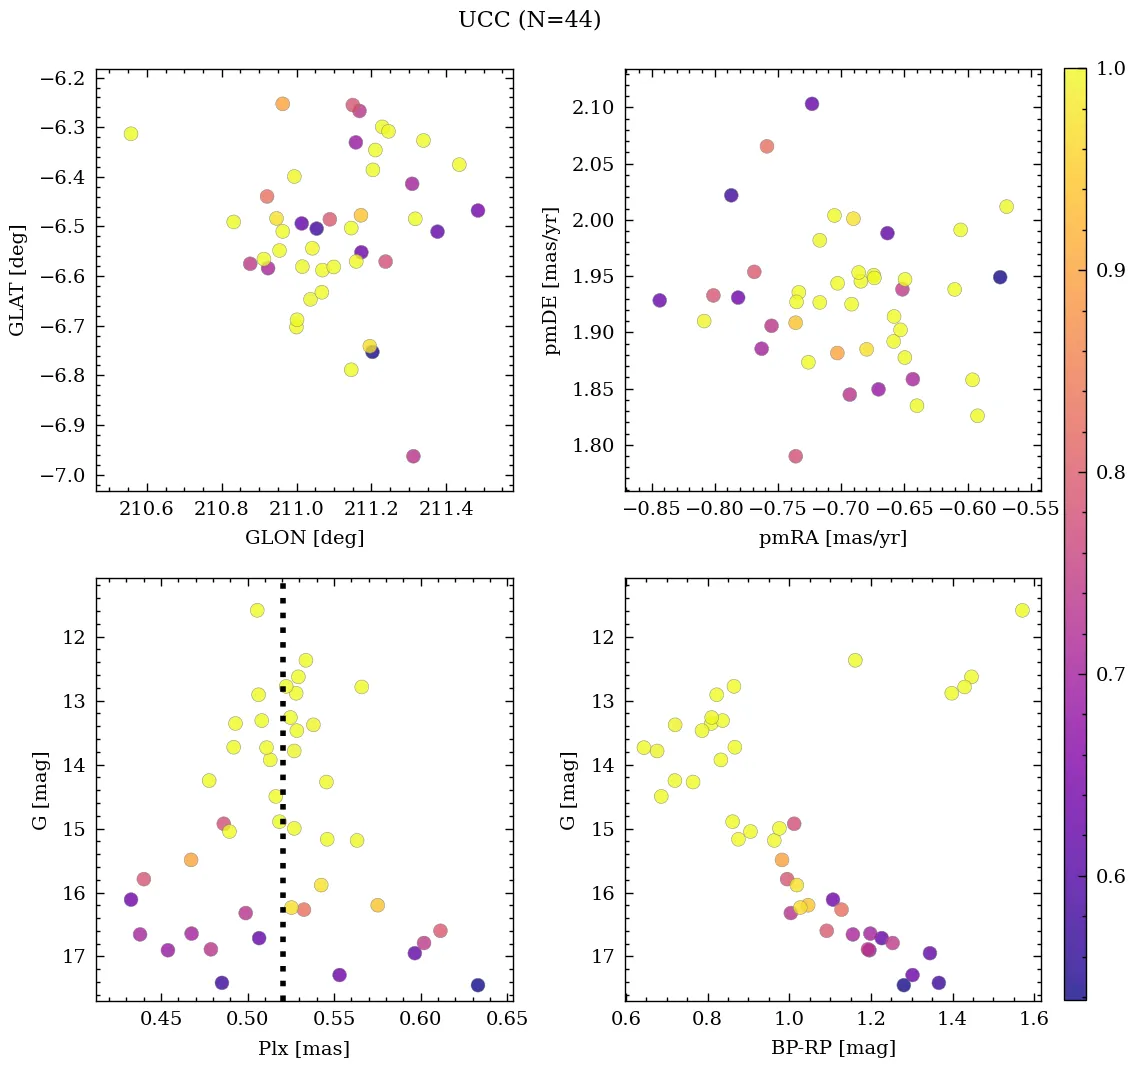 UCC (N=44)
−6.2
−6.3
−6.4
−6.5
−6.6
−6.7
−6.8
−6.9
−7.0
GLAT [deg]
210.6 210.8 211.0 211.2 211.4
GLON [deg]
2.10
2.05
2.00
1.95
1.90
1.85
1.80
pmDE [mas/yr]
−0.85 −0.80 −0.75 −0.70 −0.65 −0.60 −0.55
pmRA [mas/yr]
1.0
0.9
0.8
0.7
0.6
12
13
14
15
16
17
G [mag]
0.45 0.50 0.55 0.60 0.65
Plx [mas]
12
13
14
15
16
17
G [mag]
0.6 0.8 1.0 1.2 1.4 1.6
BP-RP [mag]